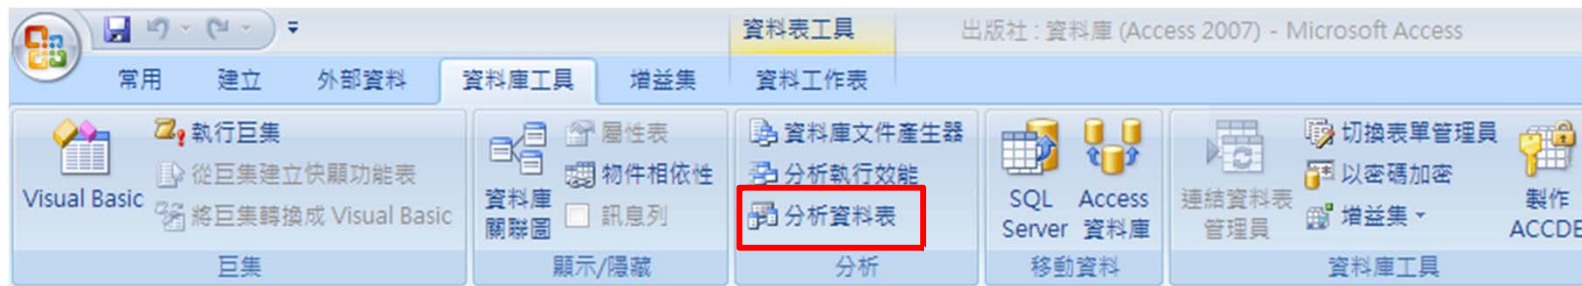 資料表工具
出版社 : 資料庫 (Access 2007) - Microsoft Access
常用 建立 外部資料 資料庫工具 增益集 資料工作表
Visual Basic
執行巨集
從巨集建立快顯功能表
將巨集轉換成 Visual Basic
巨集
資料庫
關聯圖
屬性表
物件相依性
訊息列
顯示/隱藏
資料庫文件產生器
分析執行效能
分析資料表
分析
SQL
Server
Access
資料庫
移動資料
連結資料表
管理員
切換表單管理員
以密碼加密
增益集
製作
ACCDE
資料庫工具